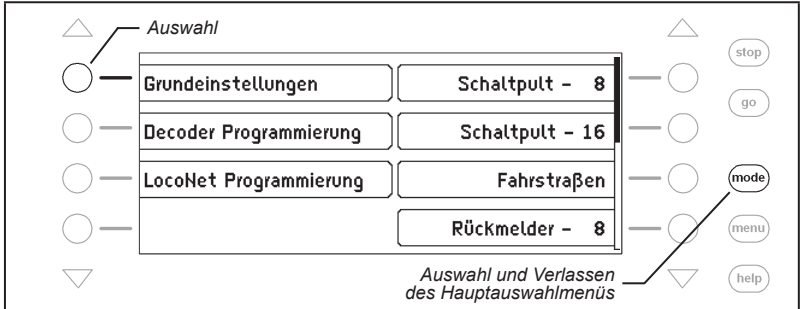 Auswahl
stop
Grundeinstellungen
Schaltpult - 8
go
Decoder Programmierung
Schaltpult - 16
LocoNet Programmierung
Fahrstraßen
mode
Rückmelder - 8
menu
Auswahl und Verlassen
des Hauptauswahlmenüs
help